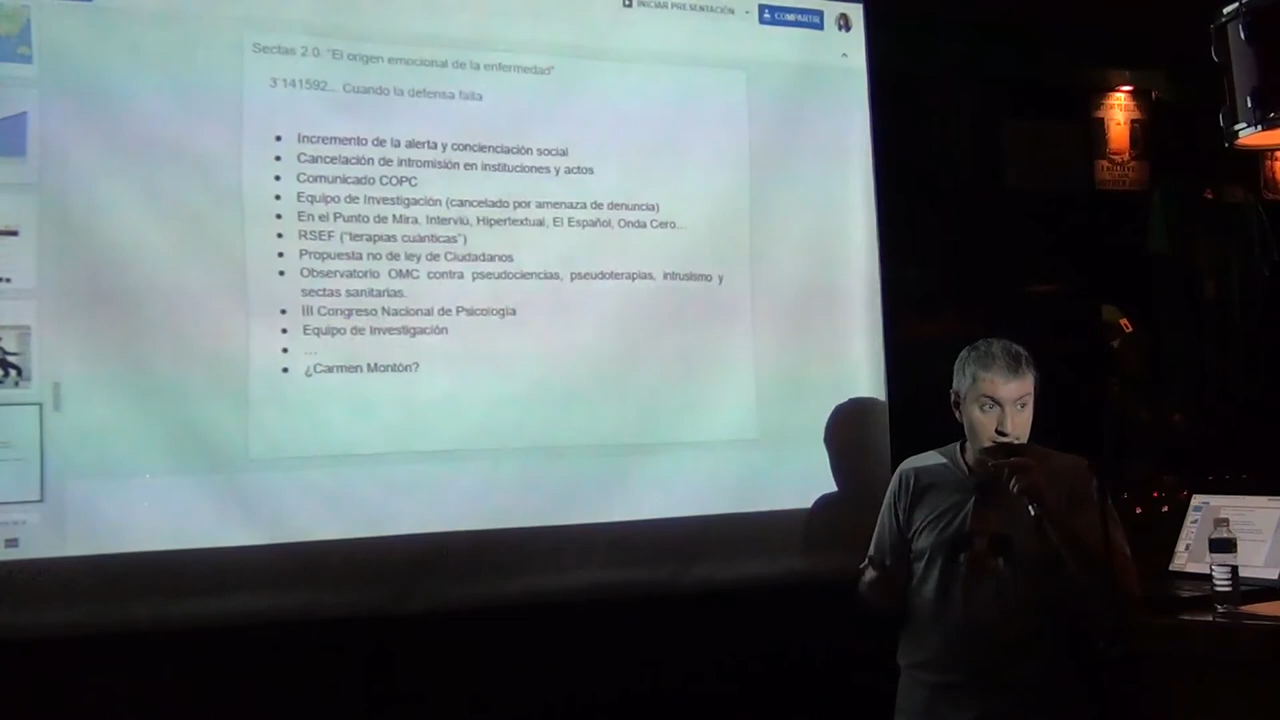 INICIAR PRESENTACIÓN
COMPARTIR
Sectas 2.0. "El origen emocional de la enfermedad"
3´141592... Cuando la defensa falla
Incremento de la alerta y concienciación social
Cancelación de intromisión en instituciones y actos
Comunicado COPC
Equipo de Investigación (cancelado por amenaza de denuncia)
En el Punto de Mira, Interviú, Hipertextual, El Español, Onda Cero...
RSEF ("terapias cuánticas")
Propuesta no de ley de Ciudadanos
Observatorio OMC contra pseudociencias, pseudoterapias, intrusismo y
sectas sanitarias.
III Congreso Nacional de Psicología
Equipo de Investigación
...
¿Carmen Montón?
I BELIEVE